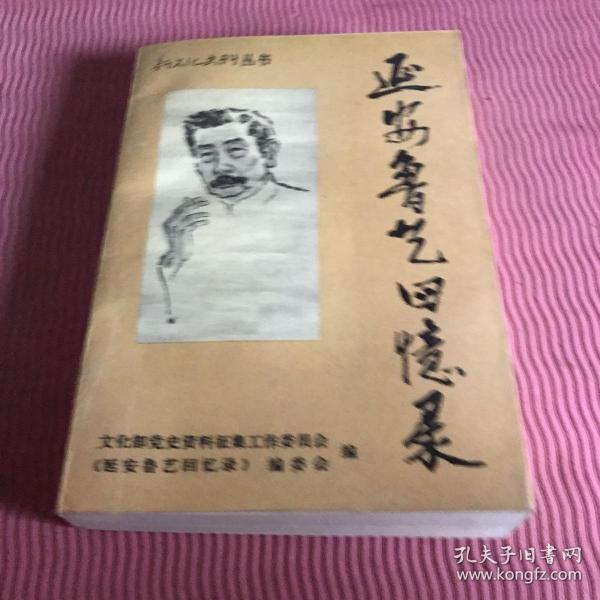 新文化史料丛书
延安鲁艺回憶录
文化部党史资料征集工作委员会
《延安鲁艺回忆录》编委会 编
孔夫子旧書网
www.kongfz.com